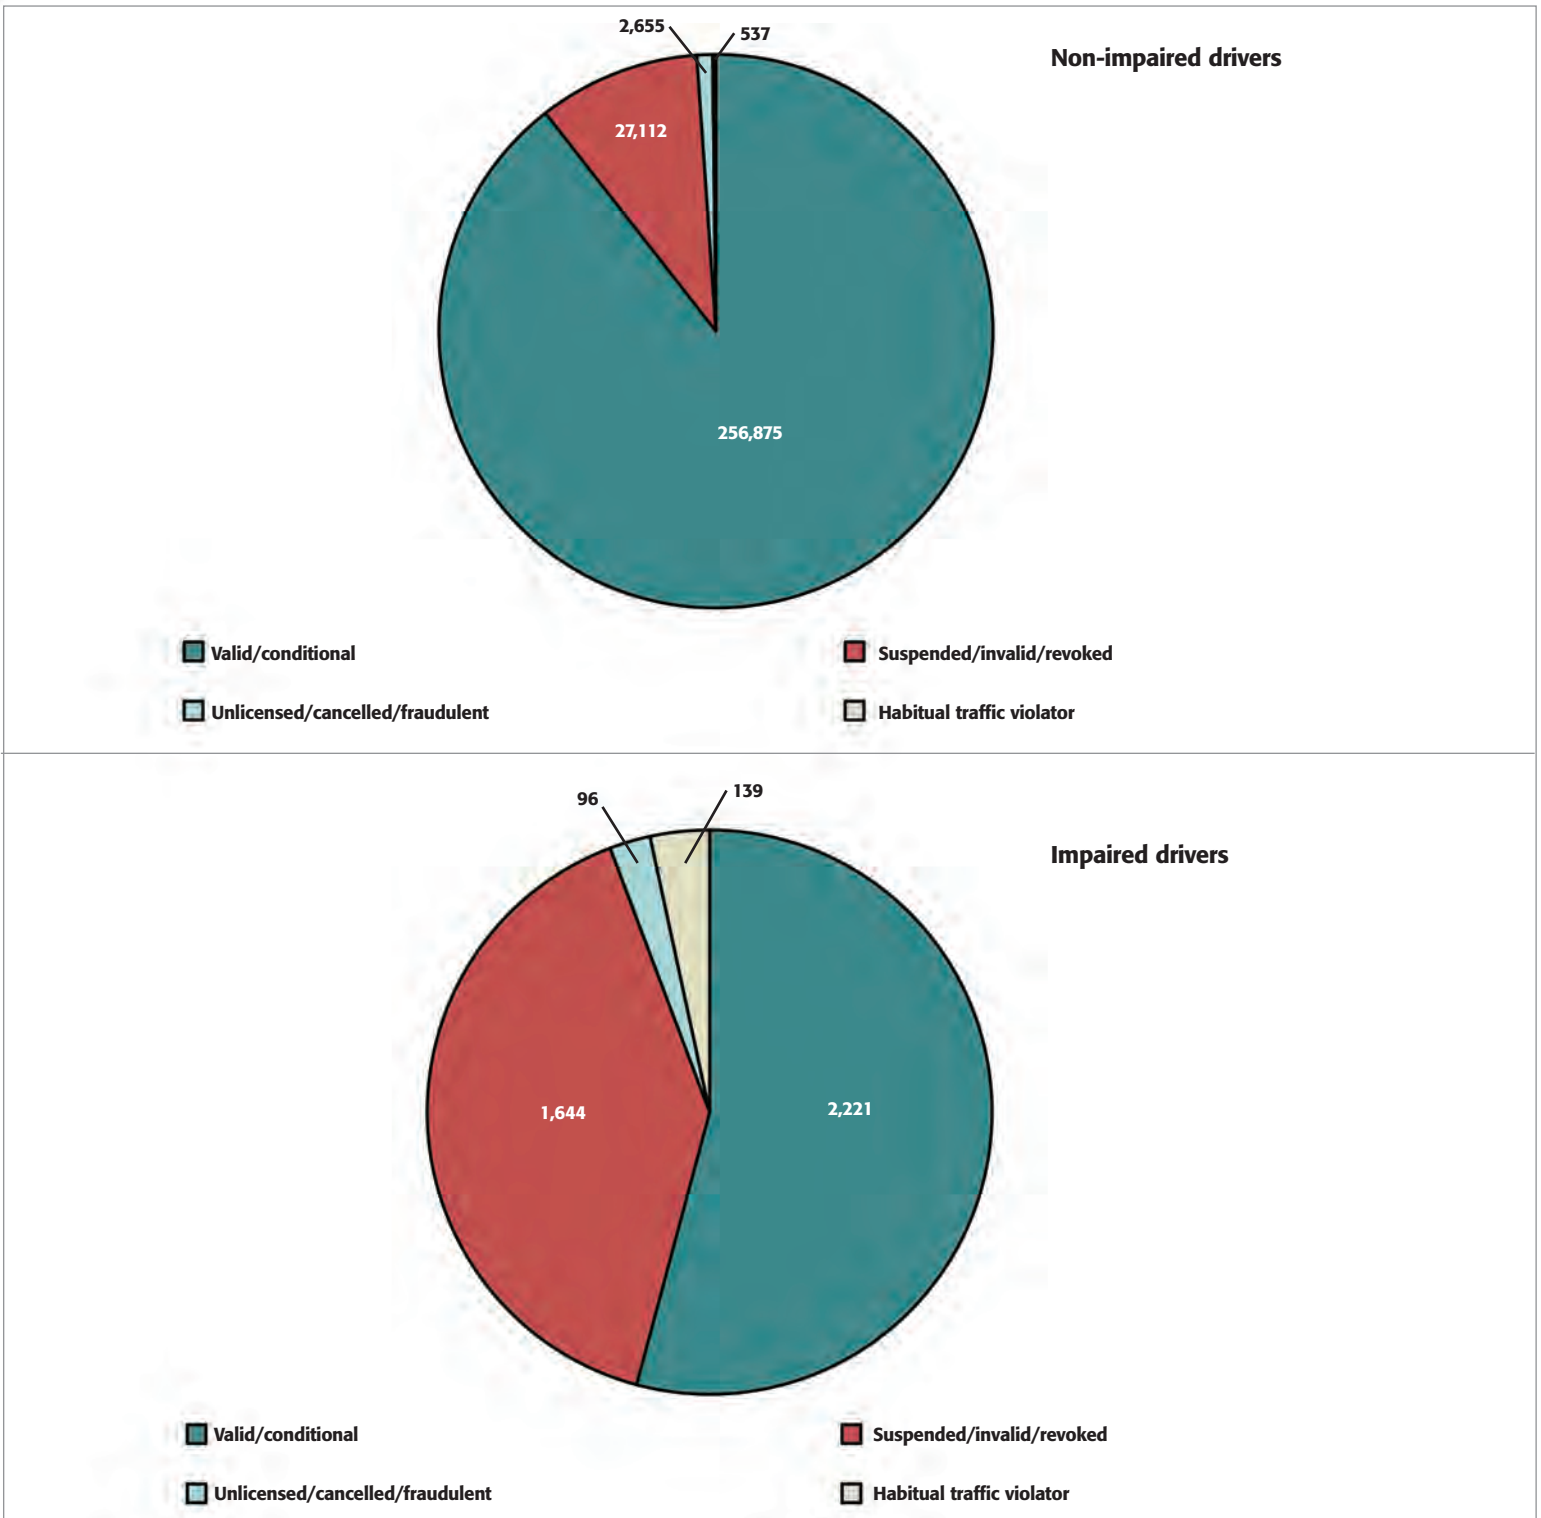 2,655
537
Non-impaired drivers
27,112
256,875
Valid/conditional
Suspended/invalid/revoked
Unlicensed/cancelled/fraudulent
Habitual traffic violator
96
139
Impaired drivers
1,644
2,221
Valid/conditional
Suspended/invalid/revoked
Unlicensed/cancelled/fraudulent
Habitual traffic violator